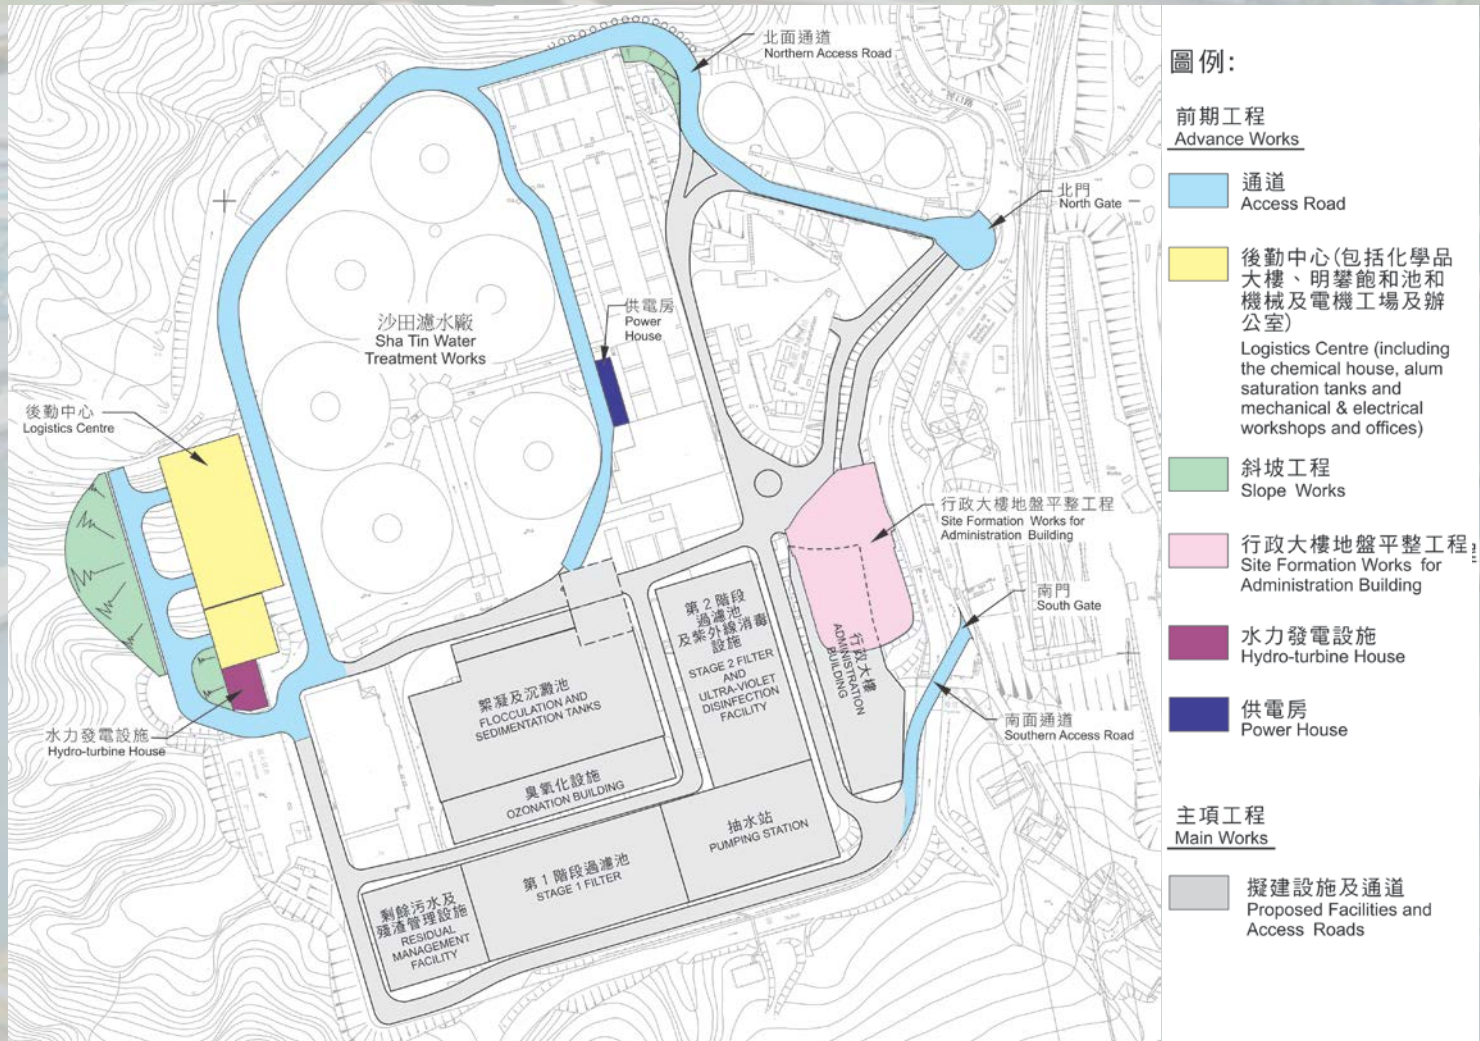 北面通道
Northern Access Road
北門
North Gate
供電房
Power
House
沙田濾水廠
Sha Tin Water
Treatment Works
後勤中心
Logistics Centre
行政大樓地盤平整工程
Site Formation Works for
Administration Building
南門
South Gate
第2階段
過濾池
及紫外線消毒
設施
STAGE 2 FILTER
AND
ULTRA-VIOLET
DISINFECTION
FACILITY
行政大樓
ADMINISTRATION
BUILDING
絮凝及沉澱池
FLOCCULATION AND
SEDIMENTATION TANKS
南面通道
Southern Access Road
水力發電設施
Hydro-turbine House
臭氧化設施
OZONATION BUILDING
抽水站
PUMPING STATION
第1階段過濾池
STAGE 1 FILTER
剩餘污水及
殘渣管理設施
RESIDUAL
MANAGEMENT
FACILITY
圖例:
前期工程
Advance Works
通道
Access Road
後勤中心(包括化學品
大樓、明礬飽和池和
機械及電機工場及辦
公室)
Logistics Centre (including
the chemical house, alum
saturation tanks and
mechanical & electrical
workshops and offices)
斜坡工程
Slope Works
行政大樓地盤平整工程
Site Formation Works for
Administration Building
水力發電設施
Hydro-turbine House
供電房
Power House
主項工程
Main Works
擬建設施及通道
Proposed Facilities and
Access Roads